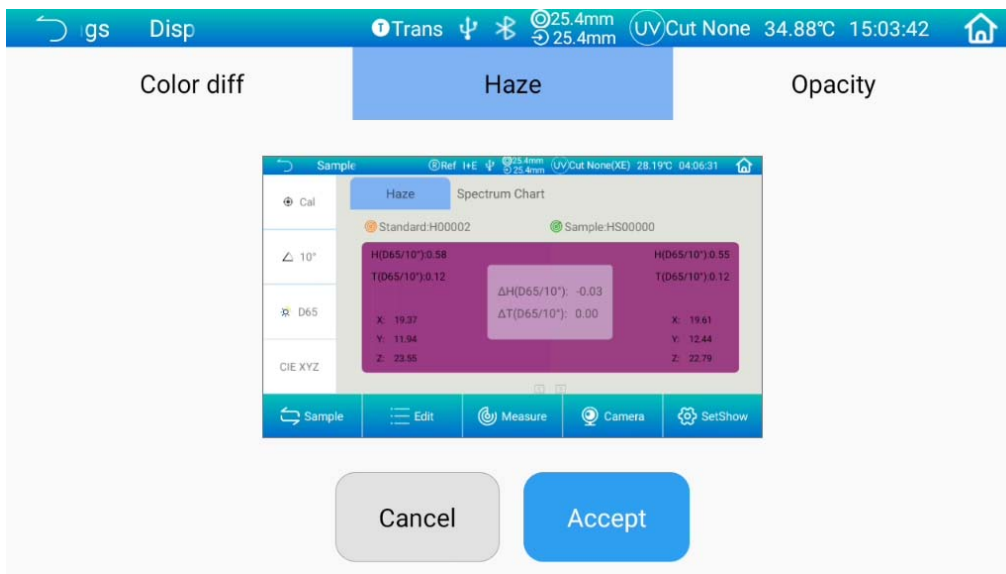 gs Disp
T Trans 25.4mm 25.4mm UV Cut None 34.88℃ 15:03:42
Color diff Haze Opacity
Sample
R Ref I+E 25.4mm 25.4mm UV Cut None(XE) 28.19℃ 04:06:31
Cal
10°
D65
CIE XYZ
Haze Spectrum Chart
Standard:H00002 Sample:HS00000
H(D65/10°):0.58
T(D65/10°):0.12
X: 19.37
Y: 11.94
Z: 23.55
ΔH(D65/10°): -0.03
ΔT(D65/10°): 0.00
H(D65/10°):0.55
T(D65/10°):0.12
X: 19.61
Y: 12.44
Z: 22.79
Sample Edit Measure Camera SetShow
Cancel Accept